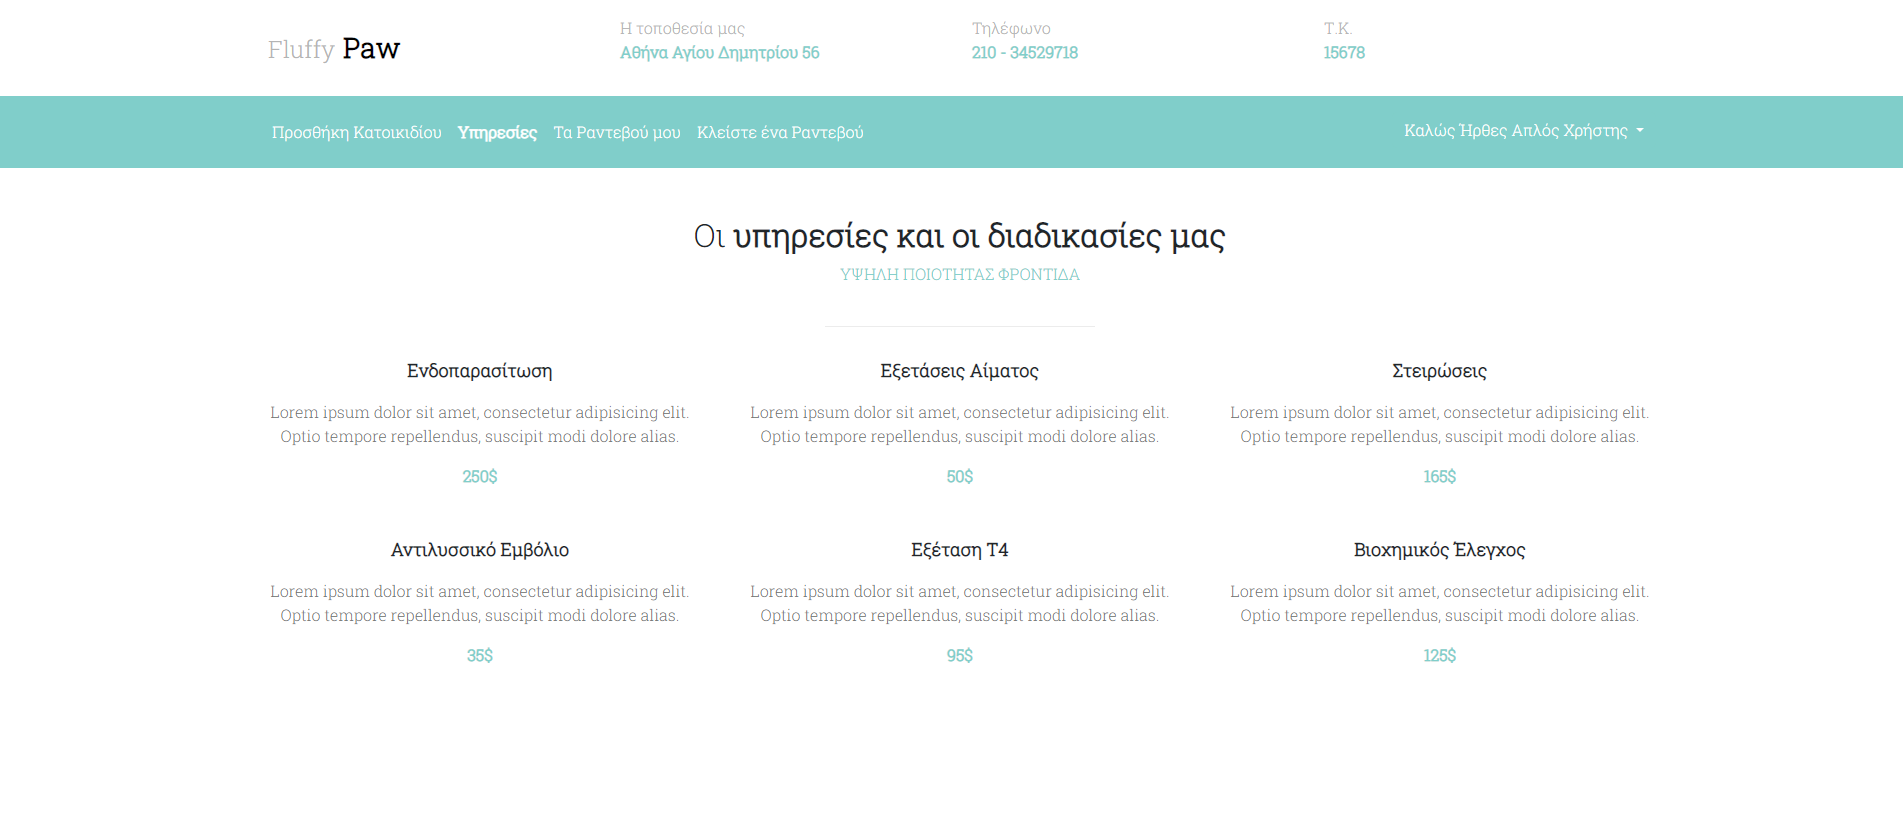 Fluffy Paw
Η τοποθεσία μας
Αθήνα Αγίου Δημητρίου 56
Τηλέφωνο
210 - 34529718
Τ.Κ.
15678
Προσθήκη Κατοικιδίου Υπηρεσίες Τα Ραντεβού μου Κλείστε ένα Ραντεβού
Καλώς Ήρθες Απλός Χρήστης
Οι υπηρεσίες και οι διαδικασίες μας
ΥΨΗΛΗ ΠΟΙΟΤΗΤΑΣ ΦΡΟΝΤΙΔΑ
Ενδοπαρασίτωση
Lorem ipsum dolor sit amet, consectetur adipisicing elit.
Optio tempore repellendus, suscipit modi dolore alias.
250$
Εξετάσεις Αίματος
Lorem ipsum dolor sit amet, consectetur adipisicing elit.
Optio tempore repellendus, suscipit modi dolore alias.
50$
Στειρώσεις
Lorem ipsum dolor sit amet, consectetur adipisicing elit.
Optio tempore repellendus, suscipit modi dolore alias.
165$
Αντιλυσσικό Εμβόλιο
Lorem ipsum dolor sit amet, consectetur adipisicing elit.
Optio tempore repellendus, suscipit modi dolore alias.
35$
Εξέταση Τ4
Lorem ipsum dolor sit amet, consectetur adipisicing elit.
Optio tempore repellendus, suscipit modi dolore alias.
95$
Βιοχημικός Έλεγχος
Lorem ipsum dolor sit amet, consectetur adipisicing elit.
Optio tempore repellendus, suscipit modi dolore alias.
125$